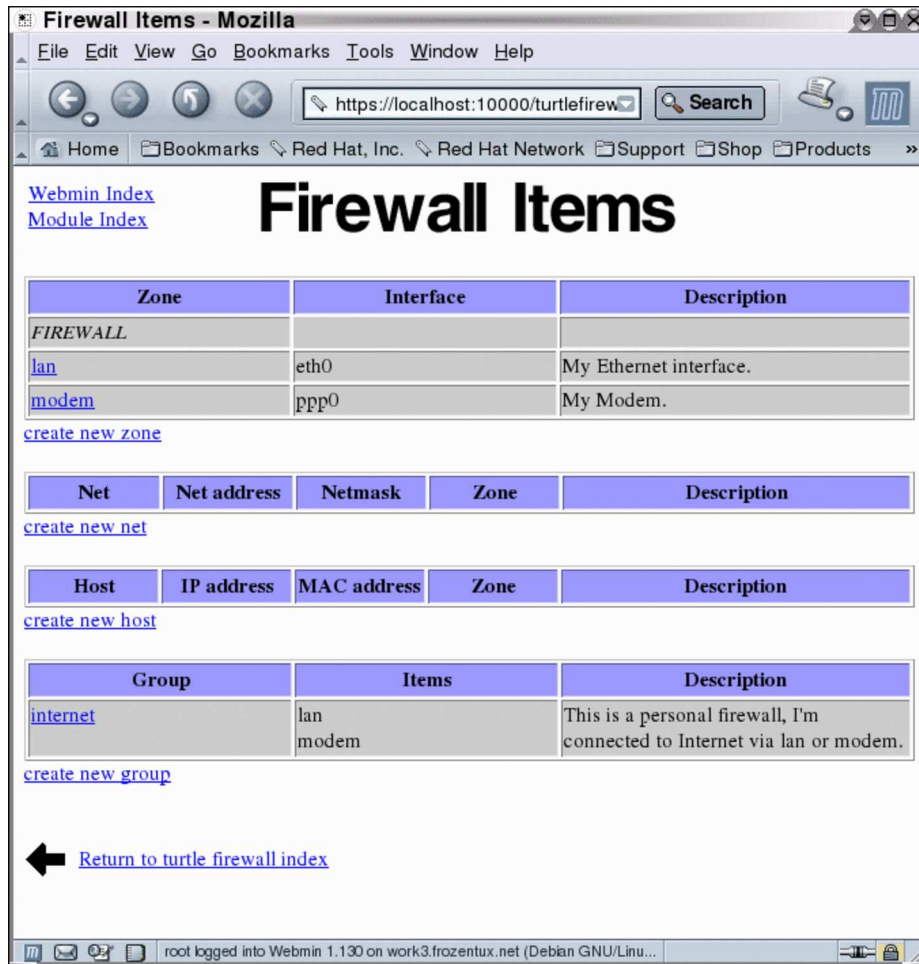 Firewall Items - Mozilla
File Edit View Go Bookmarks Tools Window Help
https://localhost:10000/turtlefirew Search
Home Bookmarks Red Hat, Inc. Red Hat Network Support Shop Products »
Webmin Index
Module Index
Firewall Items
Zone Interface Description
FIREWALL
lan eth0 My Ethernet interface.
modem ppp0 My Modem.
create new zone
Net Net address Netmask Zone Description
create new net
Host IP address MAC address Zone Description
create new host
Group Items Description
internet lan This is a personal firewall, I'm
modem connected to Internet via lan or modem.
create new group
Return to turtle firewall index
root logged into Webmin 1.130 on work3.frozentux.net (Debian GNU/Linu...